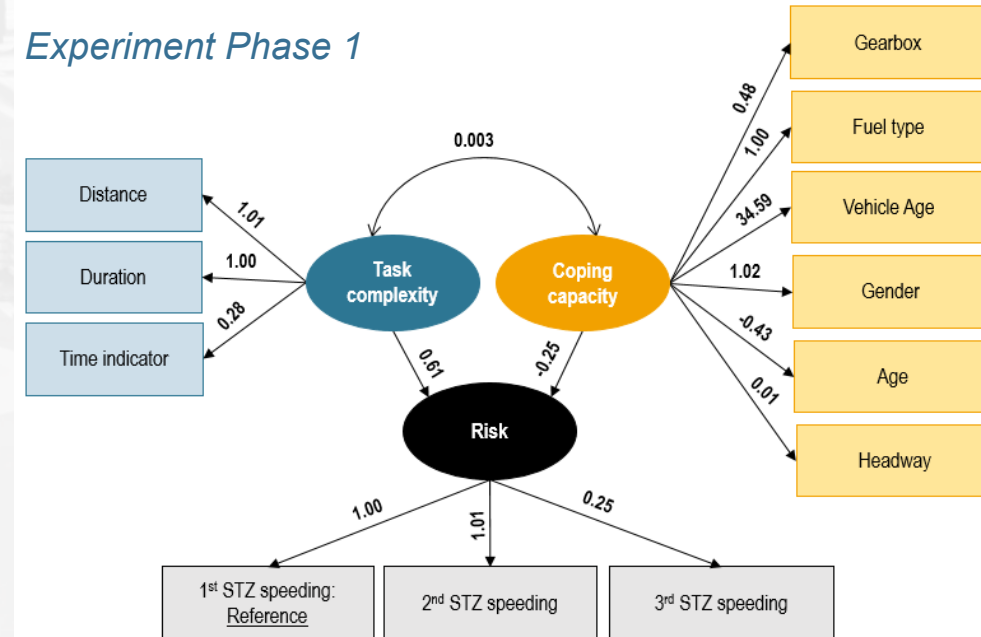 Experiment Phase 1
Gearbox
0.48
Fuel type
1.00
0.003
Distance
1.01
Vehicle Age
34.59
Duration
1.00
Task
complexity
Coping
capacity
1.02
Gender
Time indicator
0.28
-0.43
Age
0.61
-0.25
0.01
Headway
Risk
1.00
1.01
0.25
1st STZ speeding:
Reference
2nd STZ speeding
3rd STZ speeding